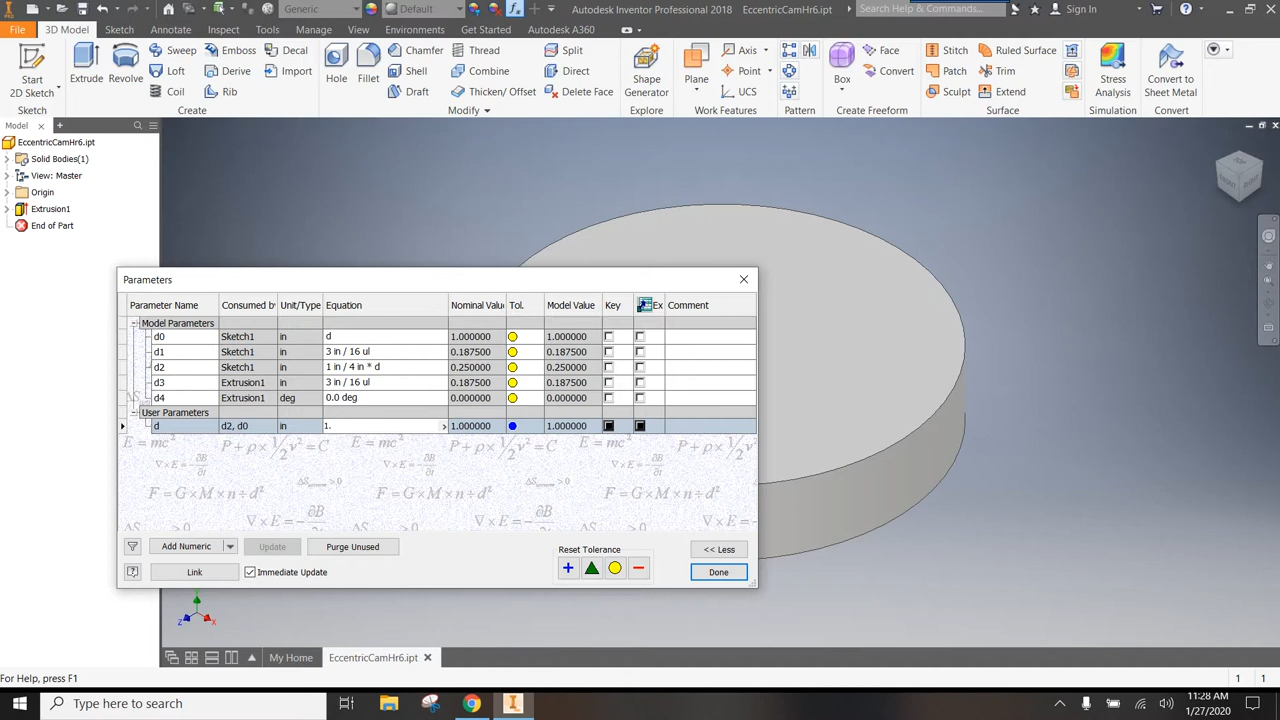 Generic
Default
Autodesk Inventor Professional 2018 EccentricCamHr6.ipt
Search Help & Commands...
Sign In
File
3D Model
Sketch
Annotate
Inspect
Tools
Manage
View
Environments
Get Started
Autodesk A360
Start
2D Sketch
Extrude
Revolve
Sweep
Emboss
Decal
Loft
Derive
Import
Coil
Rib
Hole
Fillet
Chamfer
Thread
Split
Shell
Combine
Direct
Draft
Thicken/ Offset
Delete Face
Shape
Generator
Plane
Axis
Point
UCS
Box
Face
Convert
Stitch
Ruled Surface
Patch
Trim
Sculpt
Extend
Stress
Analysis
Convert to
Sheet Metal
Sketch
Create
Modify
Explore
Work Features
Pattern
Create Freeform
Surface
Simulation
Convert
Model
EccentricCamHr6.ipt
Solid Bodies(1)
View: Master
Origin
Extrusion1
End of Part
TOP
FRONT
RIGHT
Parameters
Parameter Name Consumed by Unit/Type Equation Nominal Value Tol. Model Value Key Ex Comment
Model Parameters
d0 Sketch1 in d 1.000000 1.000000
d1 Sketch1 in 3 in / 16 ul 0.187500 0.187500
d2 Sketch1 in 1 in / 4 in * d 0.250000 0.250000
d3 Extrusion1 in 3 in / 16 ul 0.187500 0.187500
d4 Extrusion1 deg 0.0 deg 0.000000 0.000000
User Parameters
d d2, d0 in 1. > 1.000000 1.000000
Add Numeric
Update
Purge Unused
Link
Immediate Update
Reset Tolerance
<< Less
Done
Z
Y
X
My Home
EccentricCamHr6.ipt
For Help, press F1
1 1
Type here to search
11:28 AM
1/27/2020